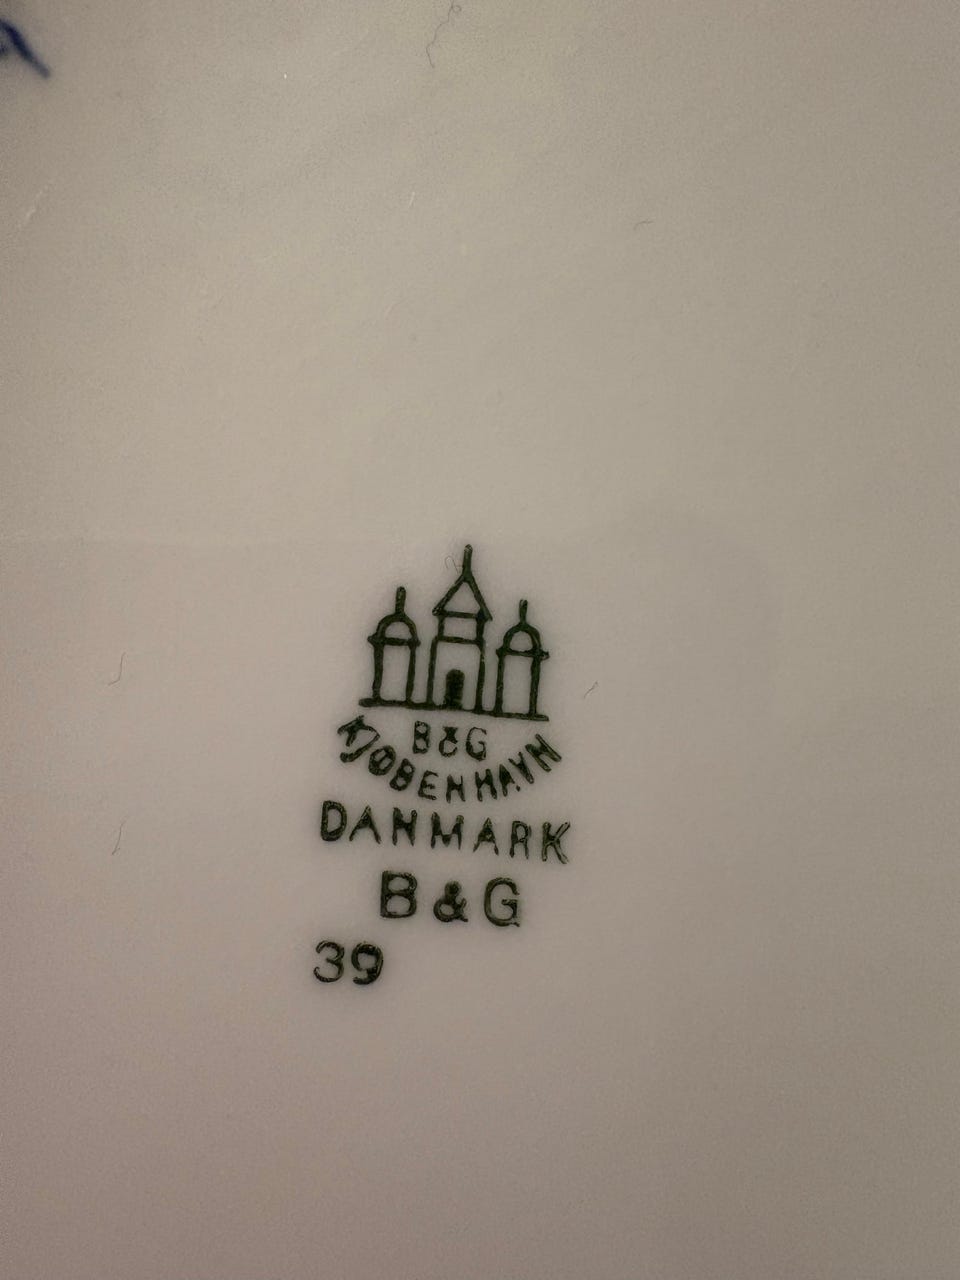 B&G
KJØBENHAVN
DANMARK
B & G
39